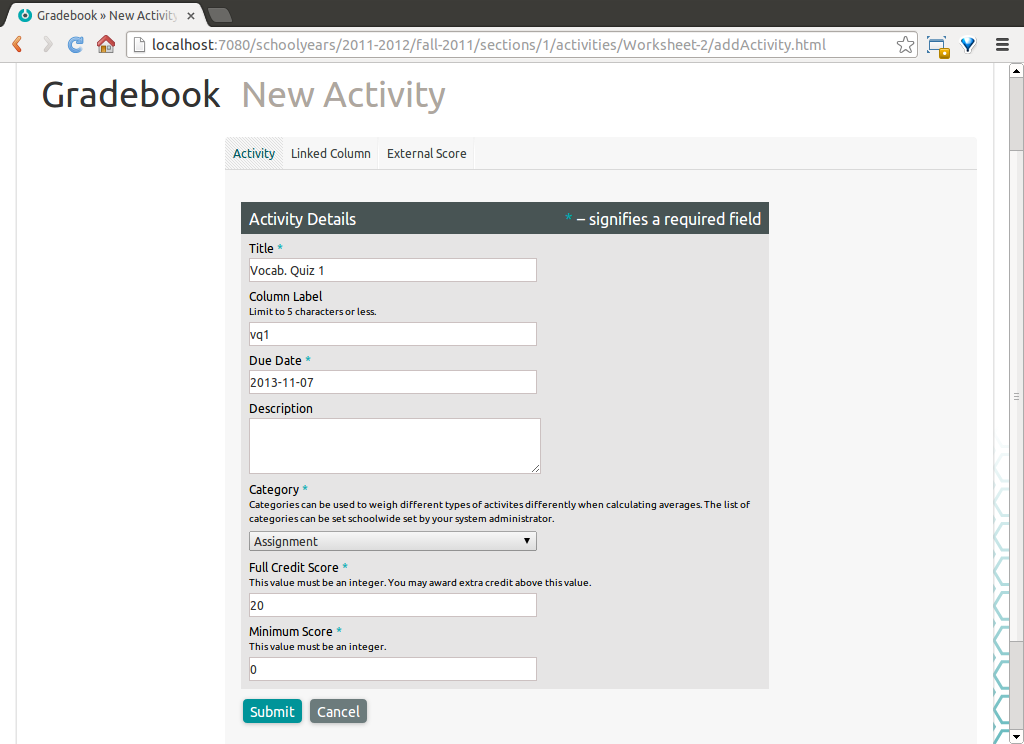 Gradebook » New Activity
localhost:7080/schoolyears/2011-2012/fall-2011/sections/1/activities/Worksheet-2/addActivity.html
Gradebook New Activity
Activity Linked Column External Score
Activity Details * – signifies a required field
Title *
Vocab. Quiz 1
Column Label
Limit to 5 characters or less.
vq1
Due Date *
2013-11-07
Description
Category *
Categories can be used to weigh different types of activites differently when calculating averages. The list of
categories can be set schoolwide set by your system administrator.
Assignment
Full Credit Score *
This value must be an integer. You may award extra credit above this value.
20
Minimum Score *
This value must be an integer.
0
Submit Cancel